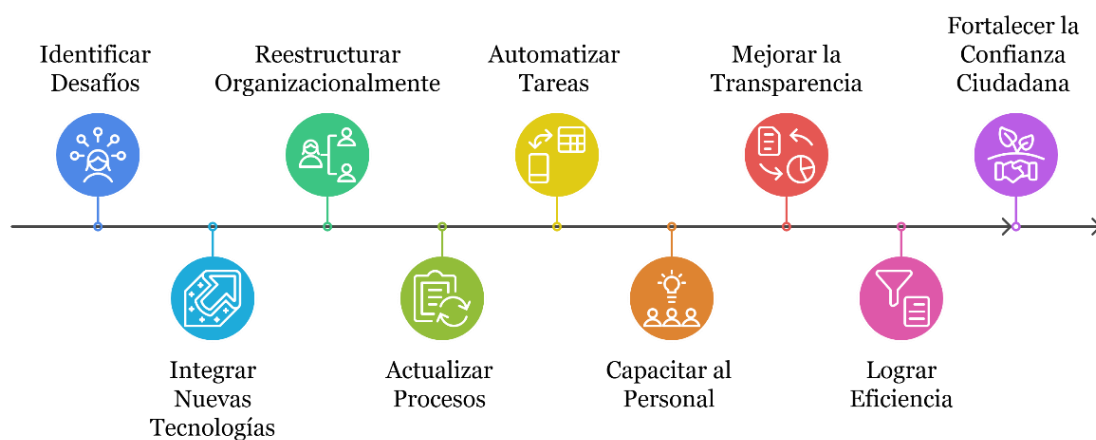 Identificar
Desafíos
Reestructurar
Organizacionalmente
Automatizar
Tareas
Mejorar la
Transparencia
Fortalecer la
Confianza
Ciudadana
Integrar
Nuevas
Tecnologías
Actualizar
Procesos
Capacitar al
Personal
Lograr
Eficiencia